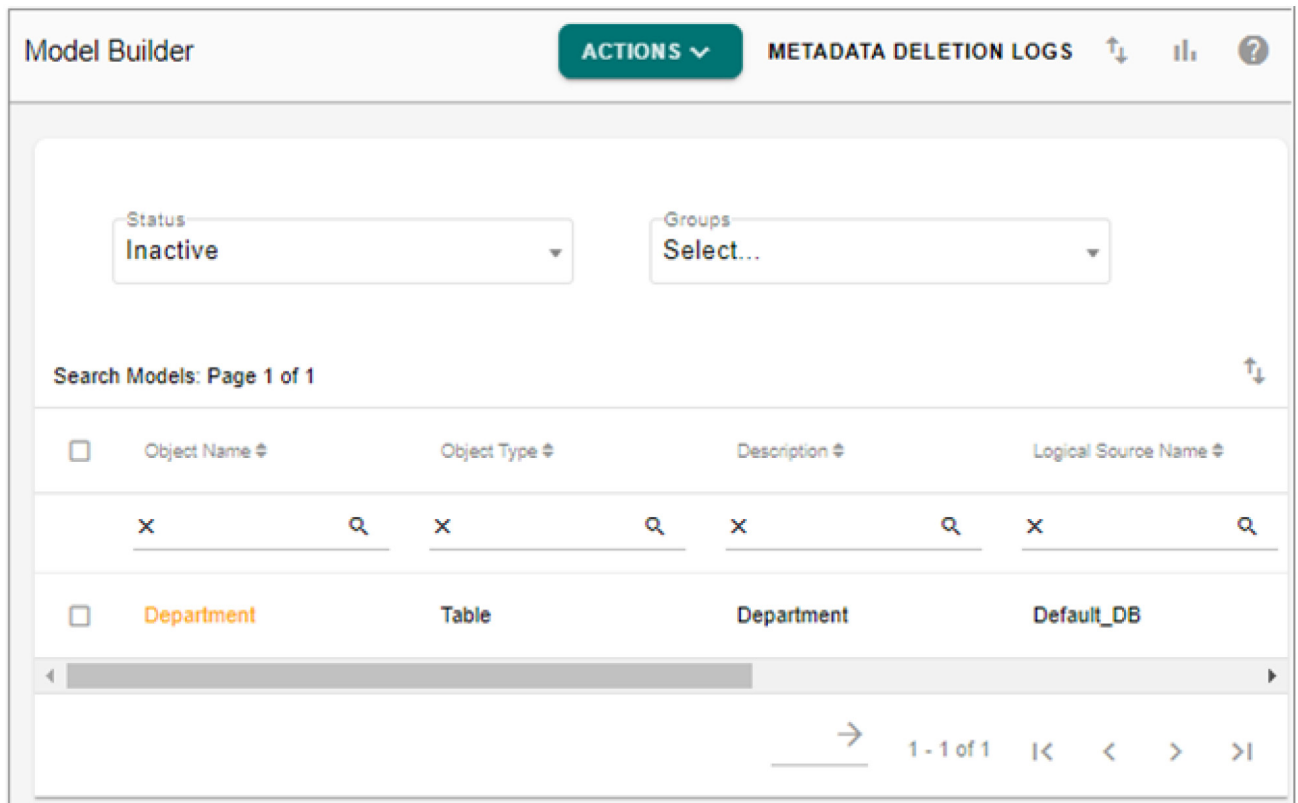 Model Builder ACTIONS METADATA DELETION LOGS ?
Status Groups
Inactive Select...
Search Models: Page 1 of 1
Object Name Object Type Description Logical Source Name
Department Table Department Default_DB
1 - 1 of 1